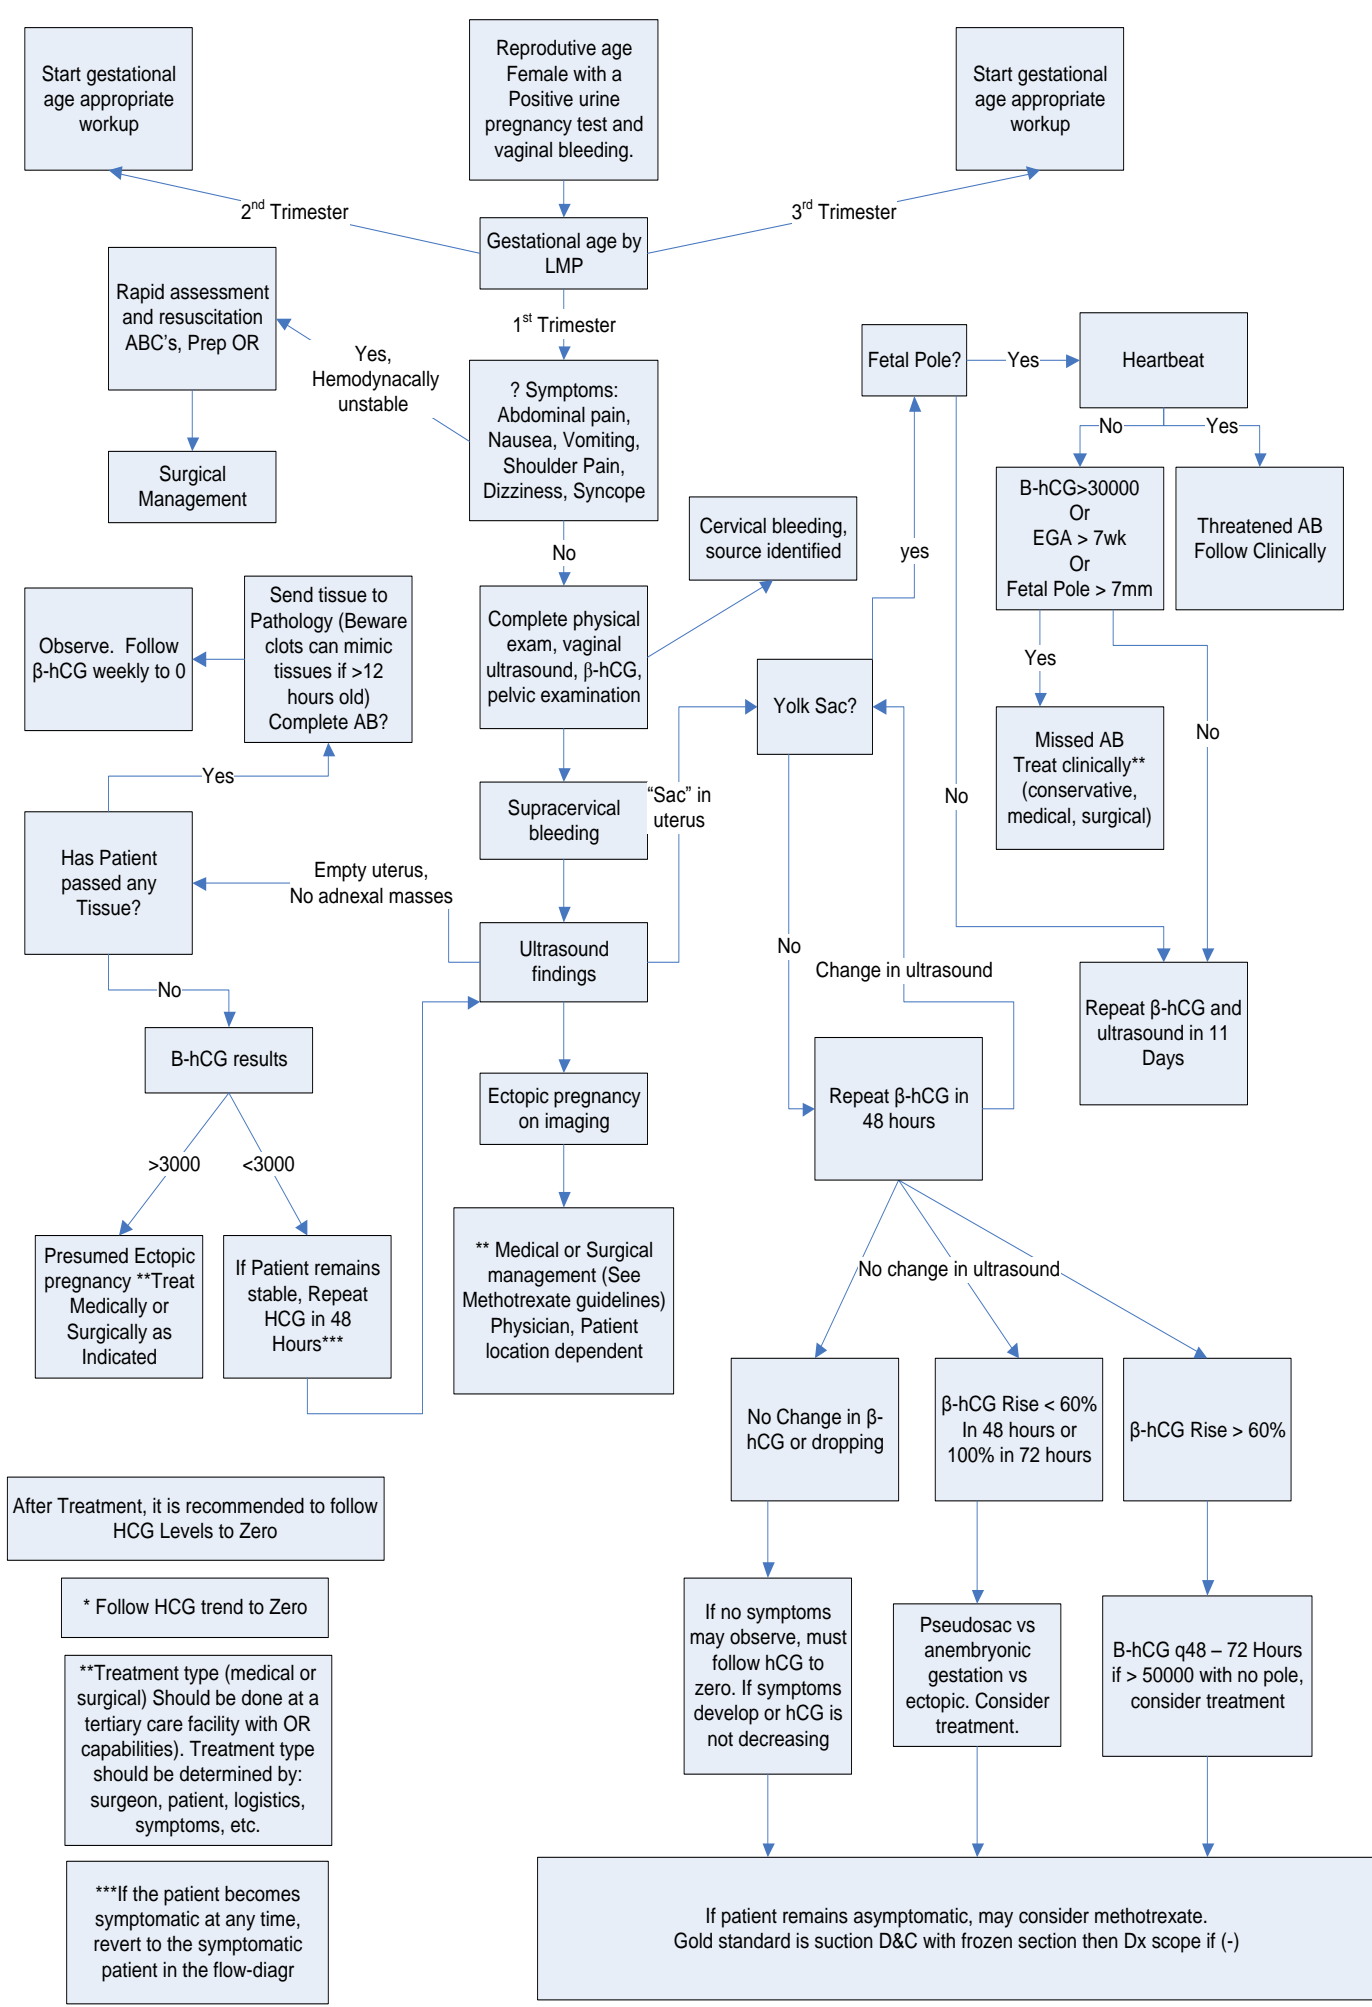 Start gestational
age appropriate
workup
Reprodutive age
Female with a
Positive urine
pregnancy test and
vaginal bleeding.
Start gestational
age appropriate
workup
2nd Trimester
3rd Trimester
Gestational age by
LMP
Rapid assessment
and resuscitation
ABC's, Prep OR
1st Trimester
Yes,
Hemodynacally
unstable
Fetal Pole?
Yes
Heartbeat
? Symptoms:
Abdominal pain,
Nausea, Vomiting,
Shoulder Pain,
Dizziness, Syncope
No
Yes
Surgical
Management
B-hCG>30000
Or
EGA > 7wk
Or
Fetal Pole > 7mm
Threatened AB
Follow Clinically
Cervical bleeding,
source identified
No
yes
Send tissue to
Pathology (Beware
clots can mimic
tissues if >12
hours old)
Complete AB?
Observe.  Follow
β-hCG weekly to 0
Complete physical
exam, vaginal
ultrasound, β-hCG,
pelvic examination
Yes
Yolk Sac?
Missed AB
Treat clinically**
(conservative,
medical, surgical)
No
Yes
"Sac" in
uterus
No
Supracervical
bleeding
Has Patient
passed any
Tissue?
Empty uterus,
No adnexal masses
Ultrasound
findings
No
Change in ultrasound
No
Repeat β-hCG and
ultrasound in 11
Days
B-hCG results
Ectopic pregnancy
on imaging
Repeat β-hCG in
48 hours
>3000
<3000
Presumed Ectopic
pregnancy **Treat
Medically or
Surgically as
Indicated
If Patient remains
stable, Repeat
HCG in 48
Hours***
** Medical or Surgical
management (See
Methotrexate guidelines)
Physician, Patient
location dependent
No change in ultrasound
No Change in β-
hCG or dropping
β-hCG Rise < 60%
In 48 hours or
100% in 72 hours
β-hCG Rise > 60%
After Treatment, it is recommended to follow
HCG Levels to Zero
* Follow HCG trend to Zero
If no symptoms
may observe, must
follow hCG to
zero. If symptoms
develop or hCG is
not decreasing
Pseudosac vs
anembryonic
gestation vs
ectopic. Consider
treatment.
B-hCG q48 – 72 Hours
if > 50000 with no pole,
consider treatment
**Treatment type (medical or
surgical) Should be done at a
tertiary care facility with OR
capabilities). Treatment type
should be determined by:
surgeon, patient, logistics,
symptoms, etc.
***If the patient becomes
symptomatic at any time,
revert to the symptomatic
patient in the flow-diagr
If patient remains asymptomatic, may consider methotrexate.
Gold standard is suction D&C with frozen section then Dx scope if (-)